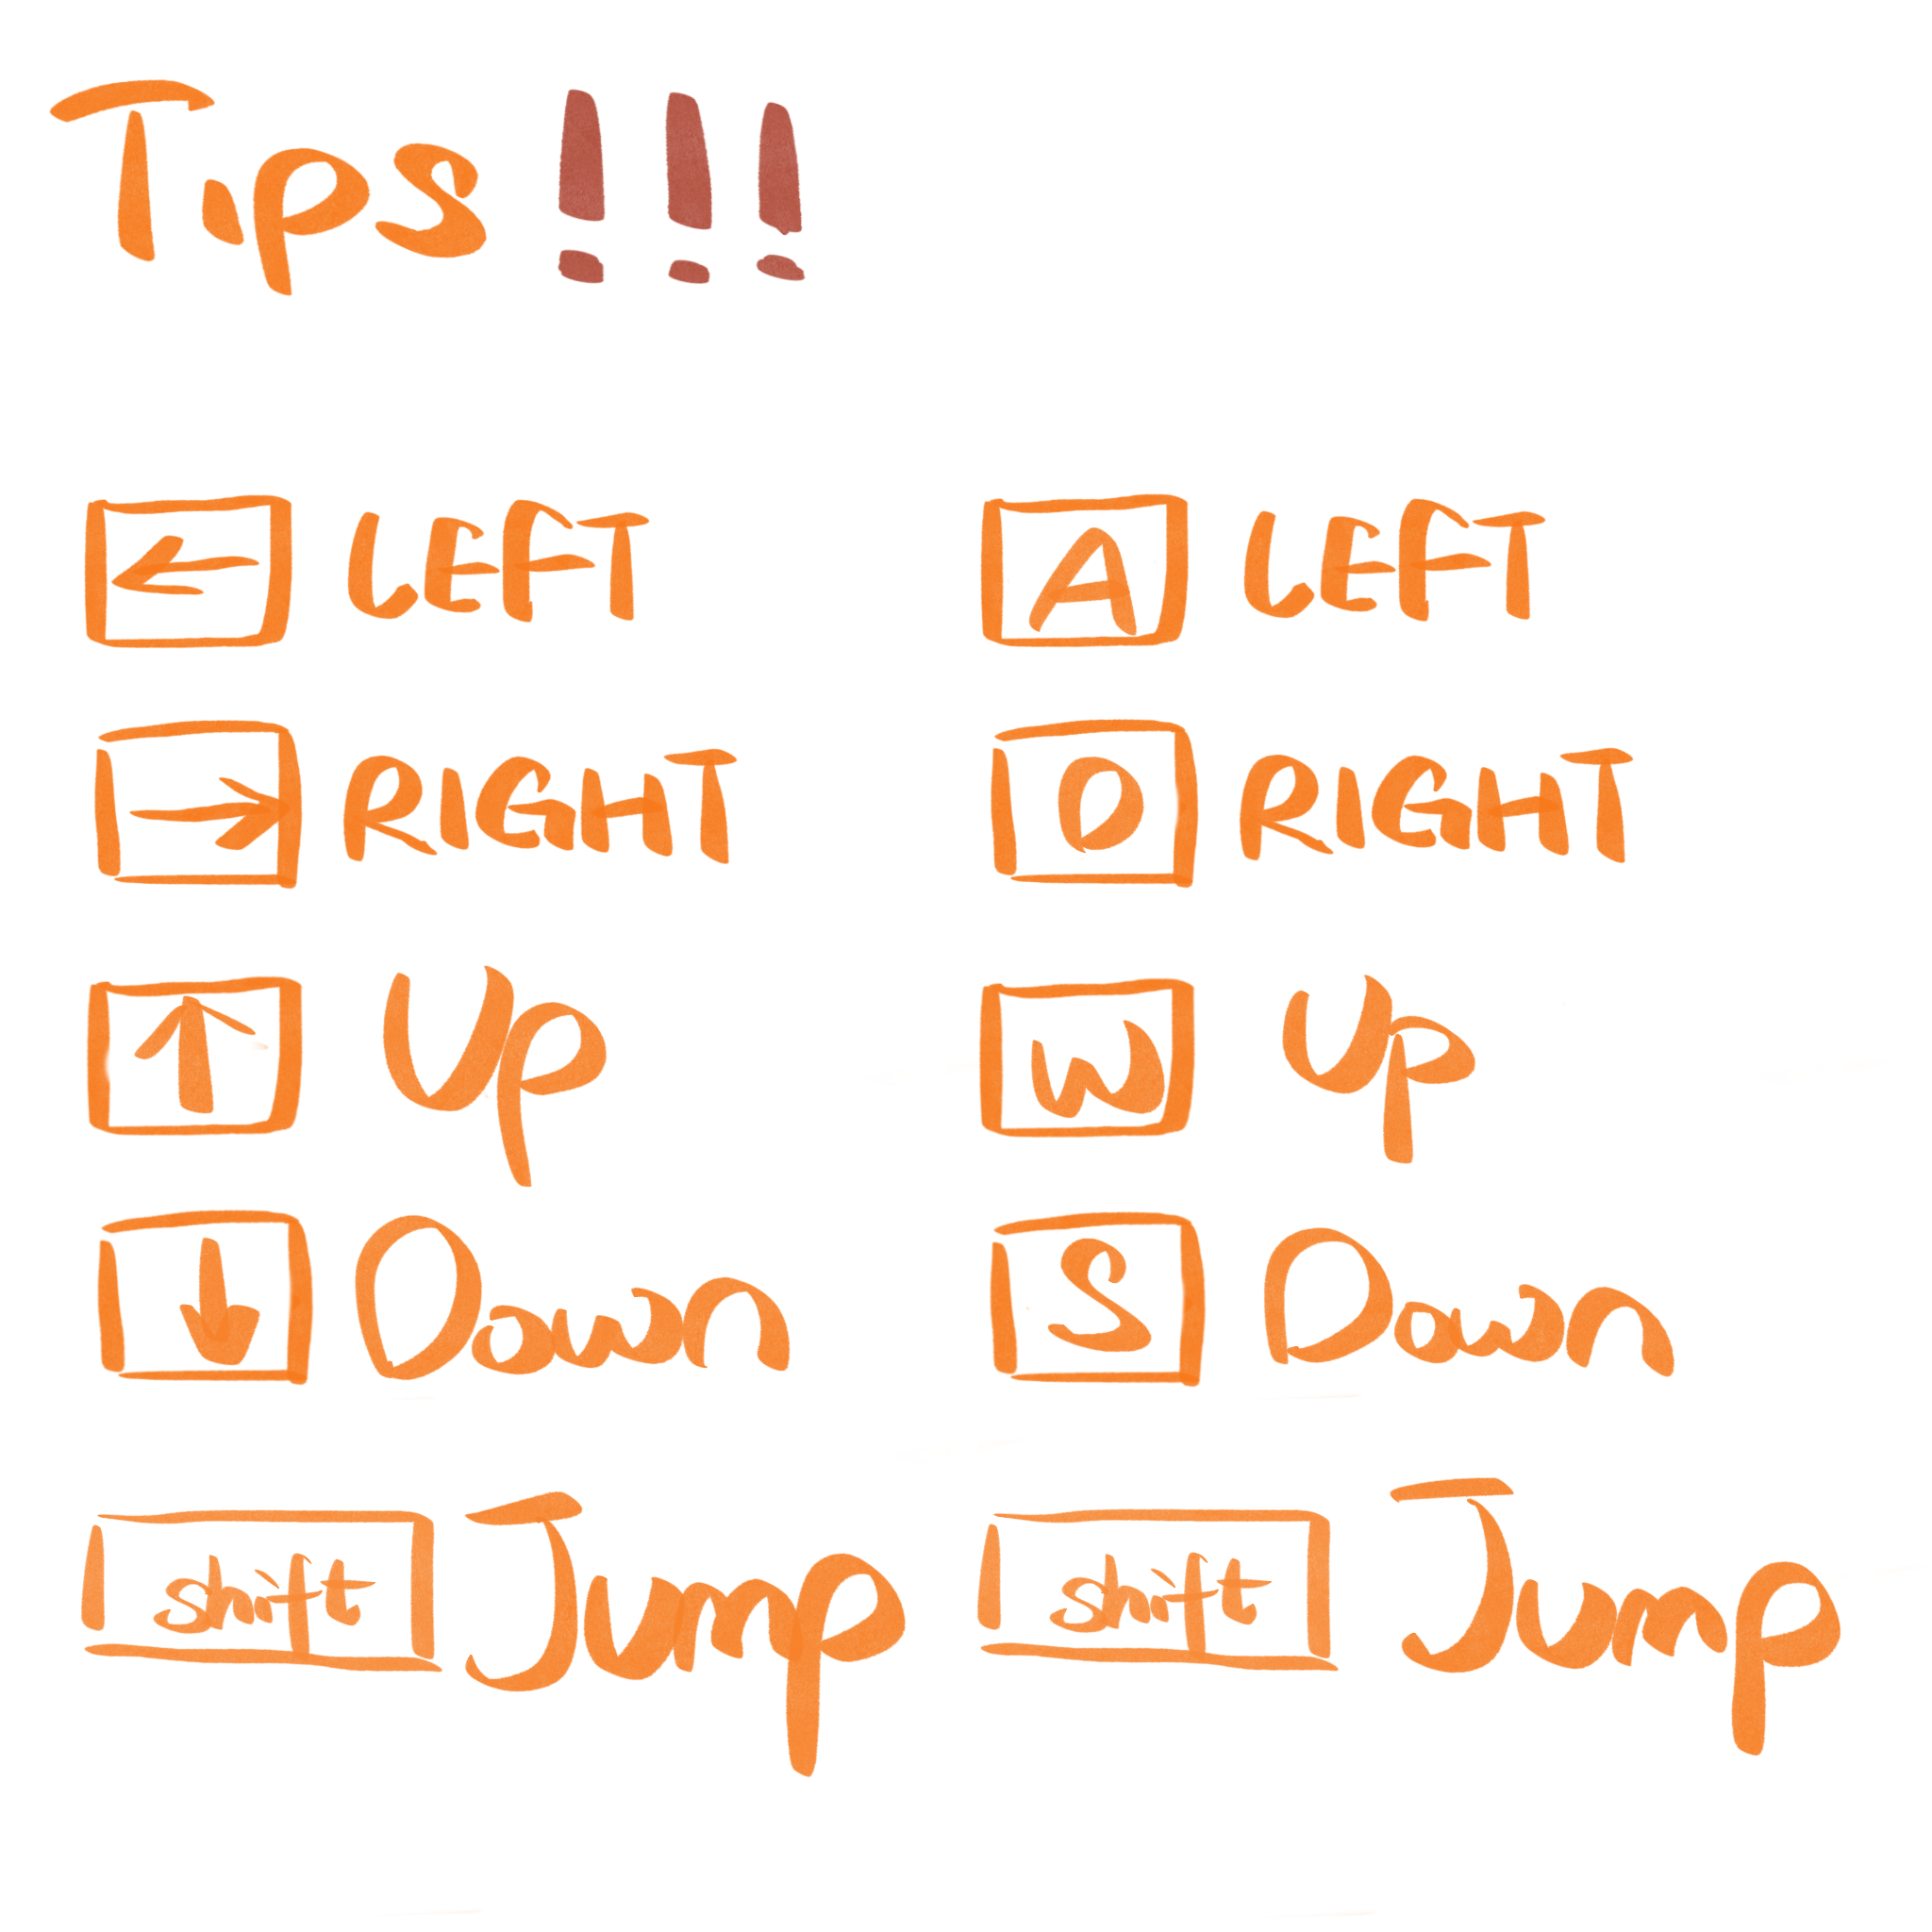 Tips!!!
← LEFT A LEFT
→ RIGHT D RIGHT
↑ Up W Up
↓ Down S Down
shift Jump shift Jump